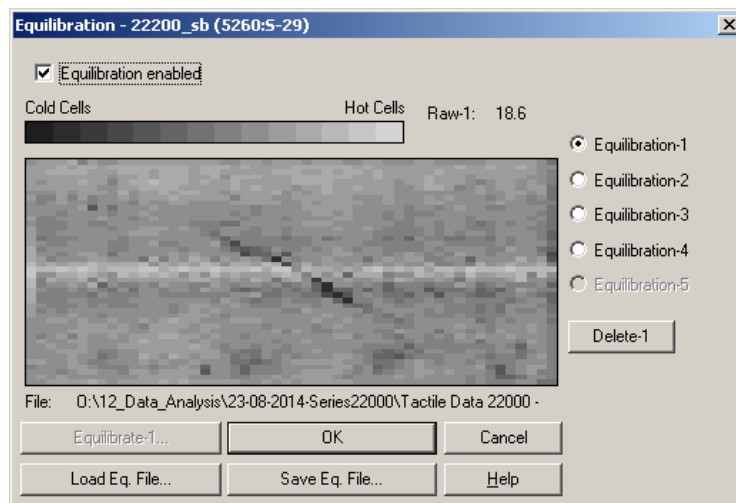 Equilibration - 22200_sb (5260:S-29)
Equilibration enabled
Cold Cells Hot Cells Raw-1: 18.6
Equilibration-1
Equilibration-2
Equilibration-3
Equilibration-4
Equilibration-5
Delete-1
File: O:\12_Data_Analysis\23-08-2014-Series22000\Tactile Data 22000 -
Equilibrate-1... OK Cancel
Load Eq. File... Save Eq. File... Help